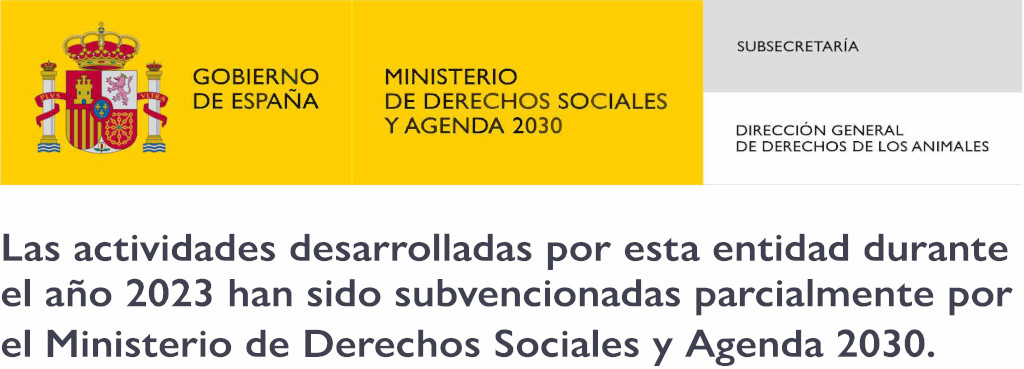 PLVS VLTRA
GOBIERNO
DE ESPAÑA
MINISTERIO
DE DERECHOS SOCIALES
Y AGENDA 2030
SUBSECRETARÍA
DIRECCIÓN GENERAL
DE DERECHOS DE LOS ANIMALES
Las actividades desarrolladas por esta entidad durante
el año 2023 han sido subvencionadas parcialmente por
el Ministerio de Derechos Sociales y Agenda 2030.